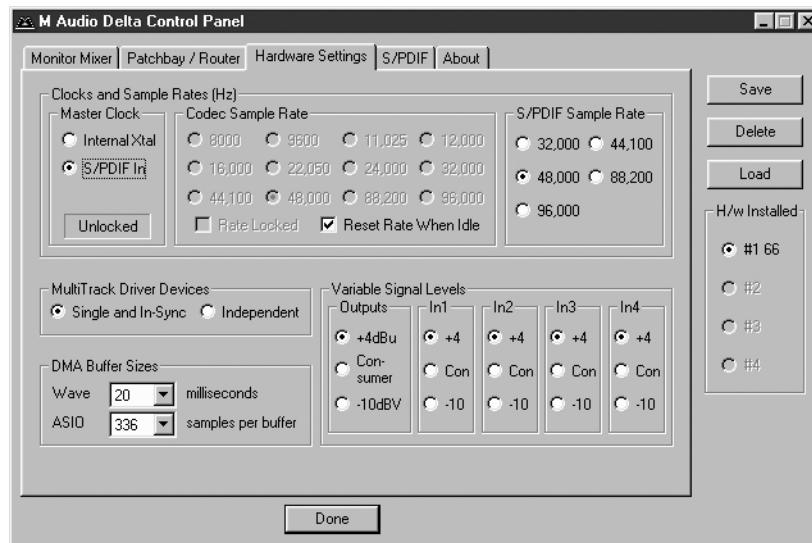 M Audio Delta Control Panel
Monitor Mixer
Patchbay / Router
Hardware Settings
S/PDIF
About
Clocks and Sample Rates (Hz)
Master Clock
Internal Xtal
S/PDIF In
Unlocked
Codec Sample Rate
8000 9600 11,025 12,000
16,000 22,050 24,000 32,000
44,100 48,000 88,200 96,000
Rate Locked
Reset Rate When Idle
S/PDIF Sample Rate
32,000 44,100
48,000 88,200
96,000
MultiTrack Driver Devices
Single and In-Sync
Independent
DMA Buffer Sizes
Wave 20 milliseconds
ASIO 336 samples per buffer
Variable Signal Levels
Outputs
+4dBu
Con-
sumer
-10dBV
In1
+4
Con
-10
In2
+4
Con
-10
In3
+4
Con
-10
In4
+4
Con
-10
Save
Delete
Load
H/w Installed
#1 66
#2
#3
#4
Done